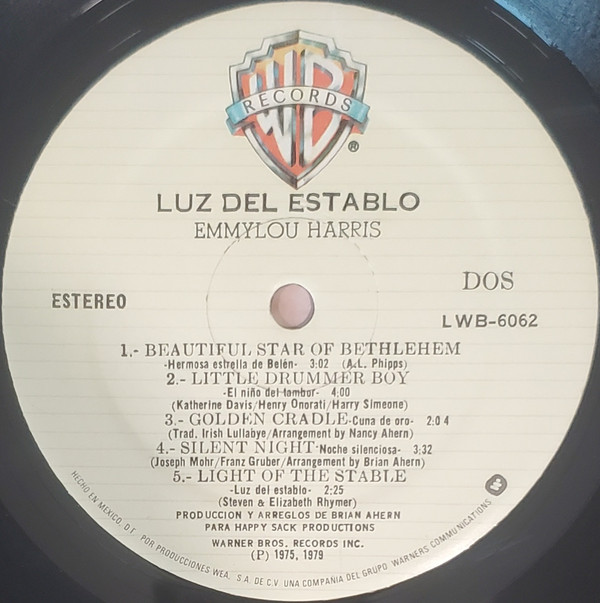 WB
RECORDS
®
LUZ DEL ESTABLO
EMMYLOU HARRIS
DOS
ESTEREO
LWB-6062
1.- BEAUTIFUL STAR OF BETHLEHEM
-Hermosa estrella de Belén- 3:02 (A.L. Phipps)
2.- LITTLE DRUMMER BOY
-El niño del tambor- 4:00
(Katherine Davis/Henry Onorati/Harry Simeone)
3.- GOLDEN CRADLE-Cuna de oro- 2:04
(Trad. Irish Lullabye/Arrangement by Nancy Ahern)
4.- SILENT NIGHT-Noche silenciosa- 3:32
(Joseph Mohr/Franz Gruber/Arrangement by Brian Ahern)
5.- LIGHT OF THE STABLE
-Luz del establo- 2:25
(Steven & Elizabeth Rhymer)
PRODUCCION Y ARREGLOS DE BRIAN AHERN
PARA HAPPY SACK PRODUCTIONS
WARNER BROS. RECORDS INC.
(P) 1975, 1979
HECHO EN MEXICO, D.F. POR PRODUCCIONES WEA, S.A. DE C.V. UNA COMPAÑIA DEL GRUPO WARNERS COMMUNICATIONS